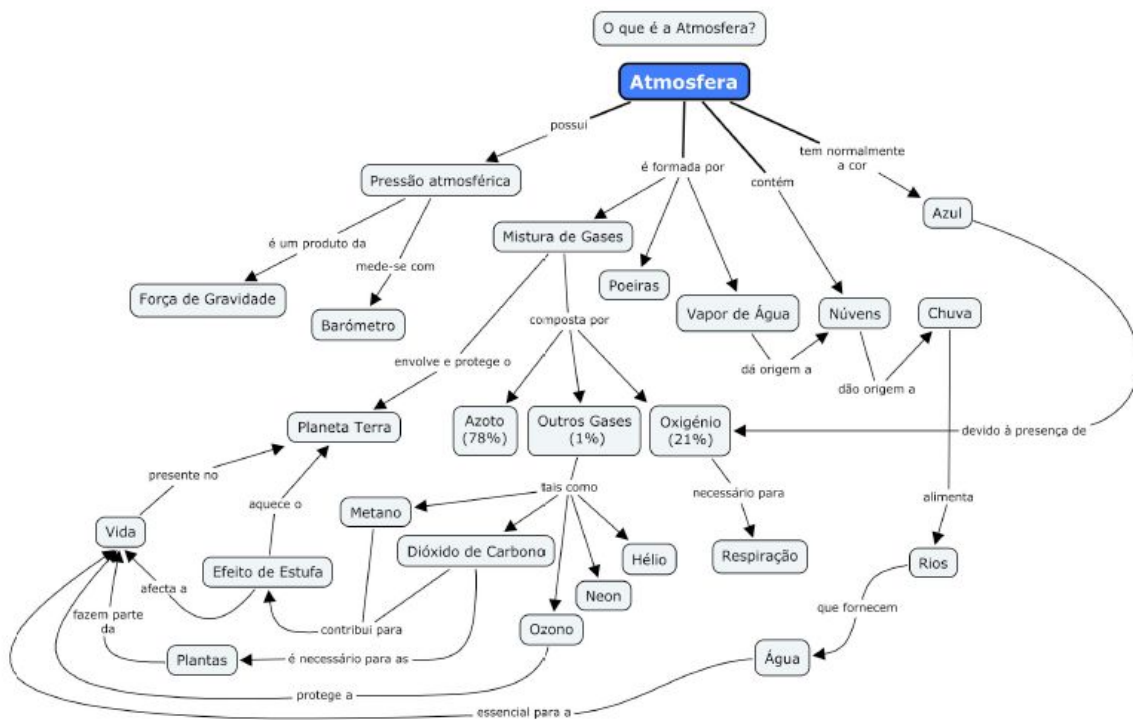 O que é a Atmosfera?
Atmosfera
possui
tem normalmente
a cor
é formada por
contém
Pressão atmosférica
Azul
Mistura de Gases
é um produto da
mede-se com
Poeiras
Força de Gravidade
Barómetro
Vapor de Água
Núvens
Chuva
composta por
envolve e protege o
dá origem a
dão origem a
Planeta Terra
Azoto
(78%)
Outros Gases
(1%)
Oxigénio
(21%)
devido à presença de
presente no
aquece o
tais como
necessário para
alimenta
Metano
Vida
Dióxido de Carbono
Hélio
Respiração
Rios
Efeito de Estufa
afecta a
Neon
fazem parte
da
contribui para
Ozono
que fornecem
Plantas
é necessário para as
Água
protege a
essencial para a